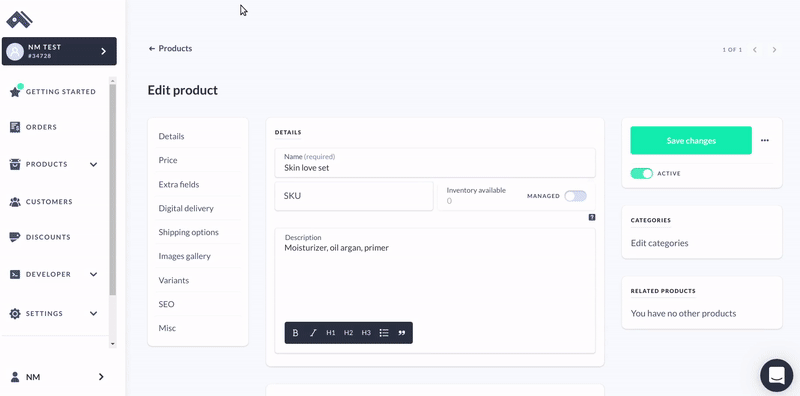 NM TEST
#34728
GETTING STARTED
ORDERS
PRODUCTS
CUSTOMERS
DISCOUNTS
DEVELOPER
SETTINGS
NM
← Products
1 OF 1
Edit product
Details
Price
Extra fields
Digital delivery
Shipping options
Images gallery
Variants
SEO
Misc
DETAILS
Name (required)
Skin love set
SKU
Inventory available
0
MANAGED
?
Description
Moisturizer, oil argan, primer
B I H1 H2 H3
Save changes
ACTIVE
CATEGORIES
Edit categories
RELATED PRODUCTS
You have no other products